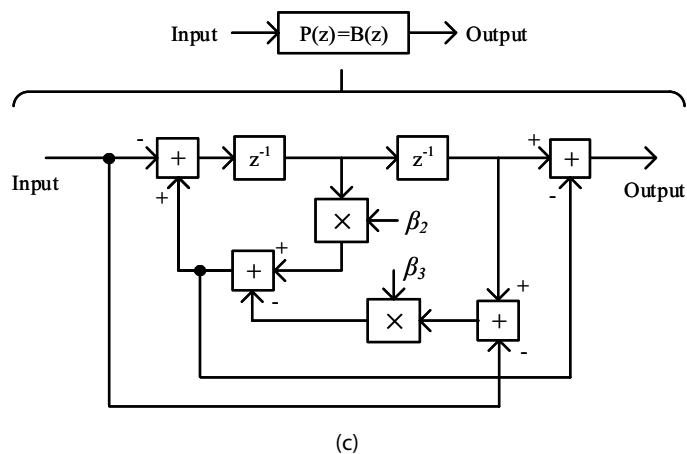 Input P(z)=B(z) Output
- + z⁻¹ z⁻¹ + +
Input + - Output
× β₂
+ +
β₃
- × + +
-
(c)